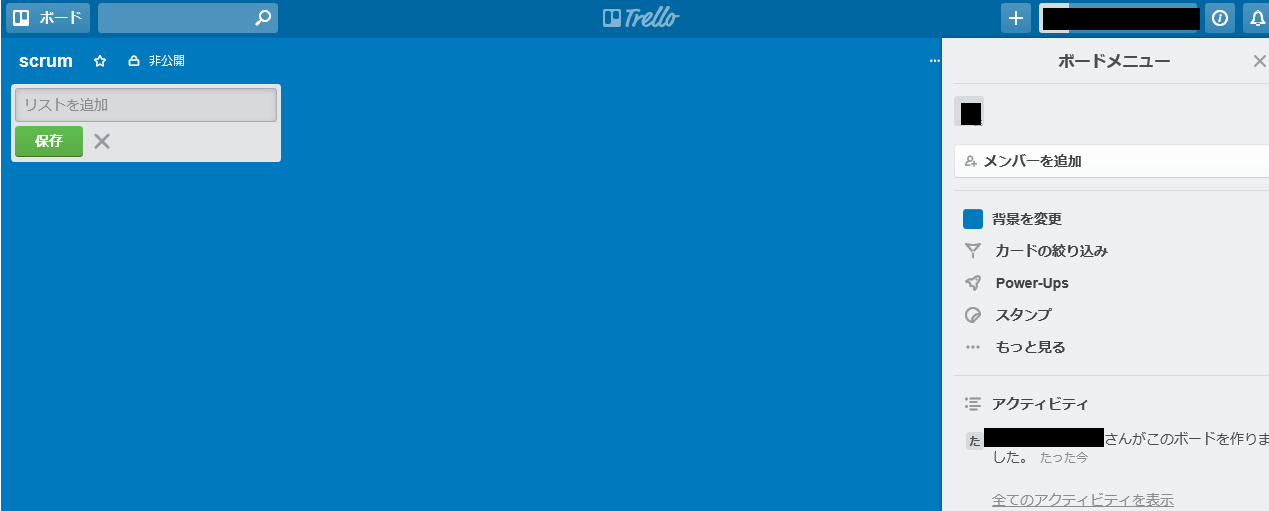 ボード
Trello
scrum
非公開
...
リストを追加
保存
ボードメニュー
メンバーを追加
背景を変更
カードの絞り込み
Power-Ups
スタンプ
もっと見る
アクティビティ
た
さんがこのボードを作りま
した。 たった今
全てのアクティビティを表示